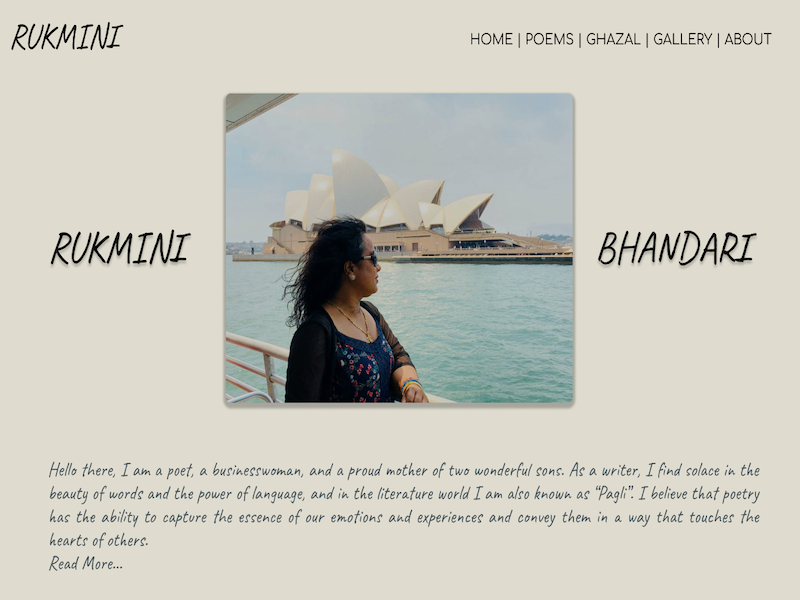 RUKMINI
HOME | POEMS | GHAZAL | GALLERY | ABOUT
RUKMINI
BHANDARI
Hello there, I am a poet, a businesswoman, and a proud mother of two wonderful sons. As a writer, I find solace in the
beauty of words and the power of language, and in the literature world I am also known as “Pagli”. I believe that poetry
has the ability to capture the essence of our emotions and experiences and convey them in a way that touches the
hearts of others.
Read More...